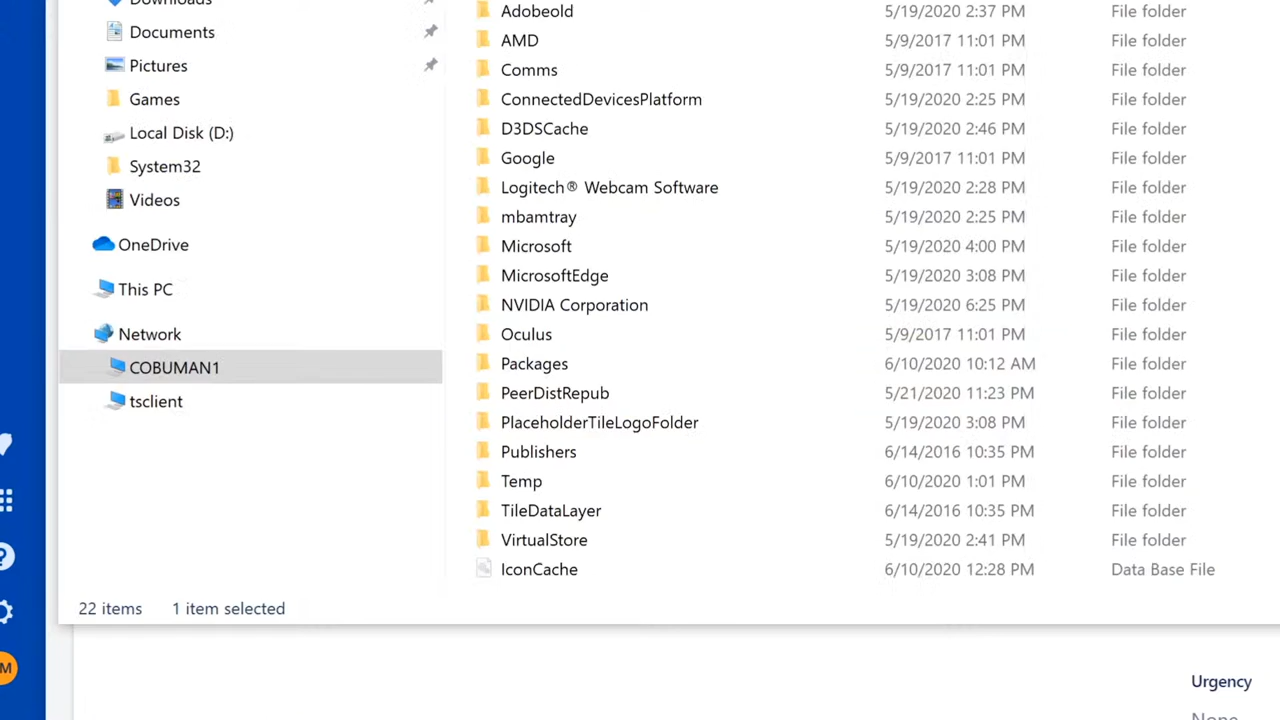 Downloads
Documents
Pictures
Games
Local Disk (D:)
System32
Videos
OneDrive
This PC
Network
COBUMAN1
tsclient
Adobeold 5/19/2020 2:37 PM File folder
AMD 5/9/2017 11:01 PM File folder
Comms 5/9/2017 11:01 PM File folder
ConnectedDevicesPlatform 5/19/2020 2:25 PM File folder
D3DSCache 5/19/2020 2:46 PM File folder
Google 5/9/2017 11:01 PM File folder
Logitech® Webcam Software 5/19/2020 2:28 PM File folder
mbamtray 5/19/2020 2:25 PM File folder
Microsoft 5/19/2020 4:00 PM File folder
MicrosoftEdge 5/19/2020 3:08 PM File folder
NVIDIA Corporation 5/19/2020 6:25 PM File folder
Oculus 5/9/2017 11:01 PM File folder
Packages 6/10/2020 10:12 AM File folder
PeerDistRepub 5/21/2020 11:23 PM File folder
PlaceholderTileLogoFolder 5/19/2020 3:08 PM File folder
Publishers 6/14/2016 10:35 PM File folder
Temp 6/10/2020 1:01 PM File folder
TileDataLayer 6/14/2016 10:35 PM File folder
VirtualStore 5/19/2020 2:41 PM File folder
IconCache 6/10/2020 12:28 PM Data Base File
22 items 1 item selected
M
Urgency
None